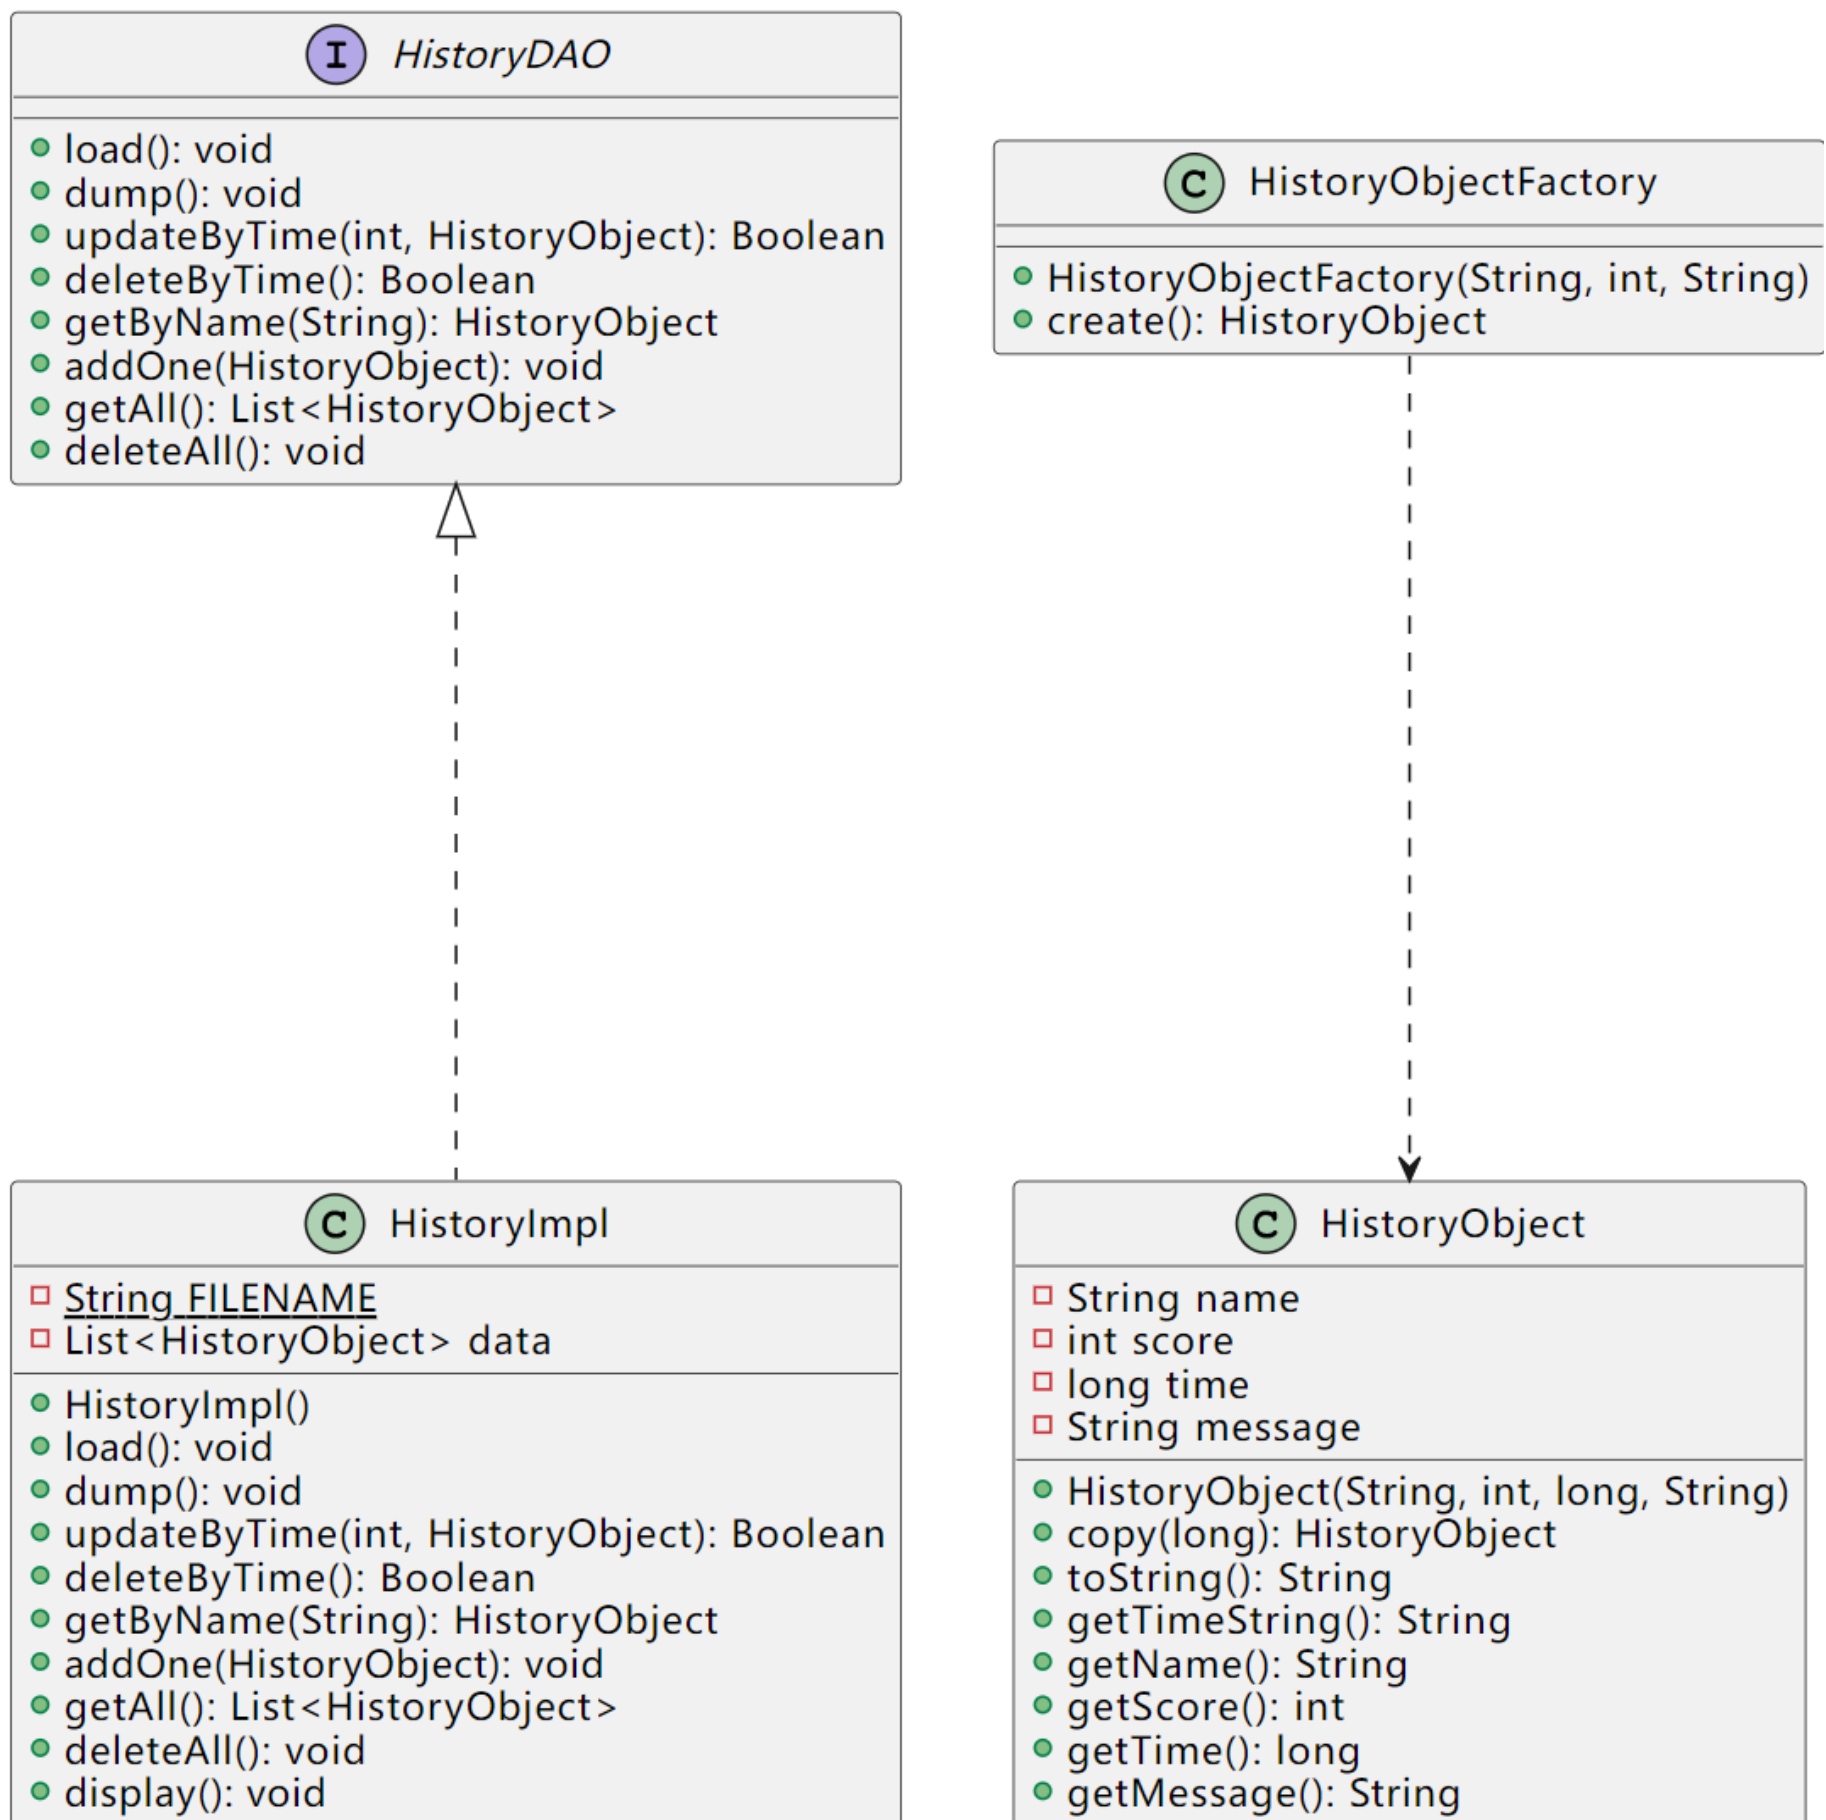 I HistoryDAO
load(): void
dump(): void
updateByTime(int, HistoryObject): Boolean
deleteByTime(): Boolean
getByName(String): HistoryObject
addOne(HistoryObject): void
getAll(): List<HistoryObject>
deleteAll(): void
C HistoryObjectFactory
HistoryObjectFactory(String, int, String)
create(): HistoryObject
C HistoryImpl
String FILENAME
List<HistoryObject> data
HistoryImpl()
load(): void
dump(): void
updateByTime(int, HistoryObject): Boolean
deleteByTime(): Boolean
getByName(String): HistoryObject
addOne(HistoryObject): void
getAll(): List<HistoryObject>
deleteAll(): void
display(): void
C HistoryObject
String name
int score
long time
String message
HistoryObject(String, int, long, String)
copy(long): HistoryObject
toString(): String
getTimeString(): String
getName(): String
getScore(): int
getTime(): long
getMessage(): String